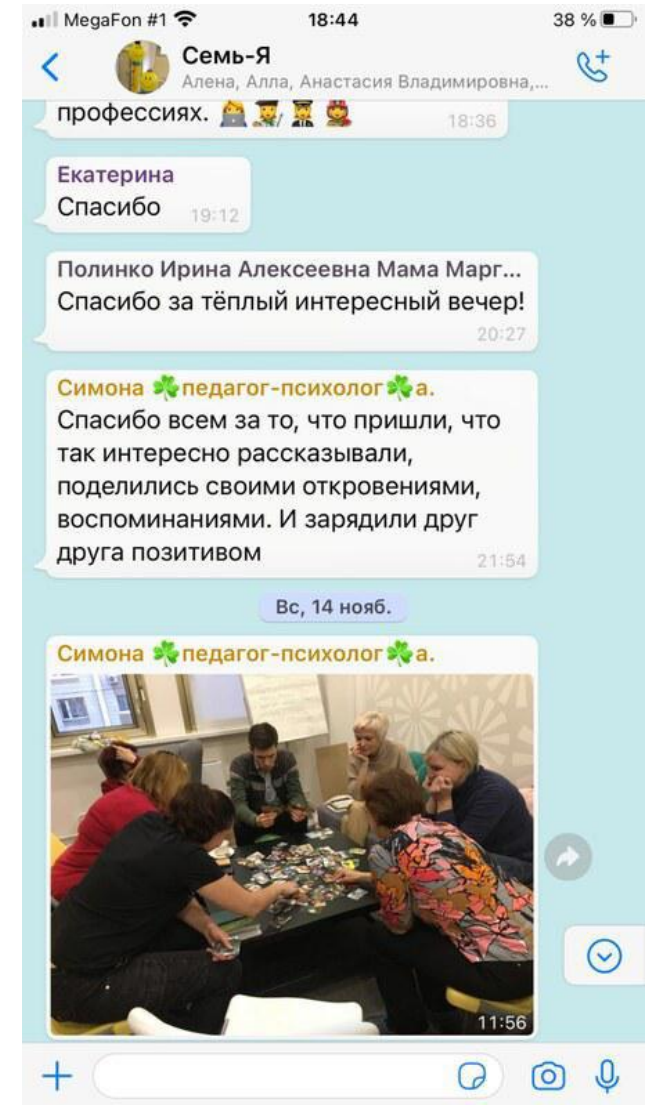 MegaFon #1 18:44 38 %
Семь-Я
Алена, Алла, Анастасия Владимировна,...
профессиях. 👩‍💻 👩‍🎓 👩‍✈️ 👩‍🚒 18:36
Екатерина
Спасибо 19:12
Полинко Ирина Алексеевна Мама Марг...
Спасибо за тёплый интересный вечер!
20:27
Симона ☘️педагог-психолог☘️а.
Спасибо всем за то, что пришли, что
так интересно рассказывали,
поделились своими откровениями,
воспоминаниями. И зарядили друг
друга позитивом 21:54
Вс, 14 нояб.
Симона ☘️педагог-психолог☘️а.
11:56